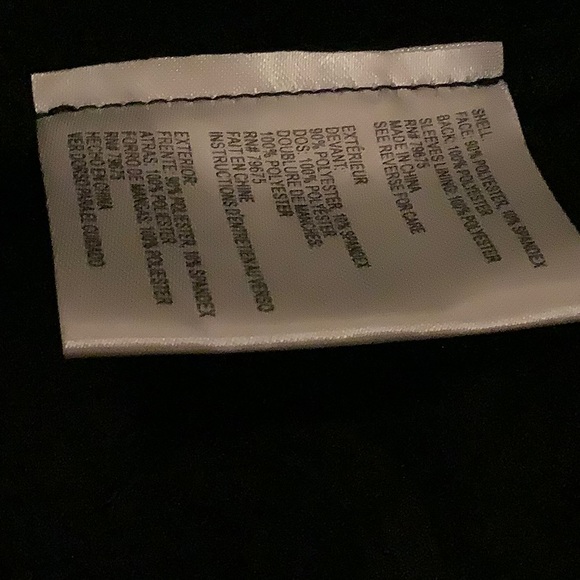 SHELL
FACE: 90% POLYESTER, 10% SPANDEX
BACK: 100% POLYESTER
SLEEVES LINING: 100% POLYESTER
RN# 79675
MADE IN CHINA
SEE REVERSE FOR CARE
EXTÉRIEUR
DEVANT:
90% POLYESTER, 10% SPANDEX
DOS: 100% POLYESTER
DOUBLURE DE MANCHES:
100% POLYESTER
RN# 79675
FAIT EN CHINE
INSTRUCTIONS D'ENTRETIEN AU VERSO
EXTERIOR:
FRENTE: 90% POLIESTER, 10% SPANDEX
ATRAS: 100% POLIESTER
FORRO DE MANGAS: 100% POLIESTER
RN# 79675
HECHO EN CHINA
VER DORSO PARA EL CUIDADO